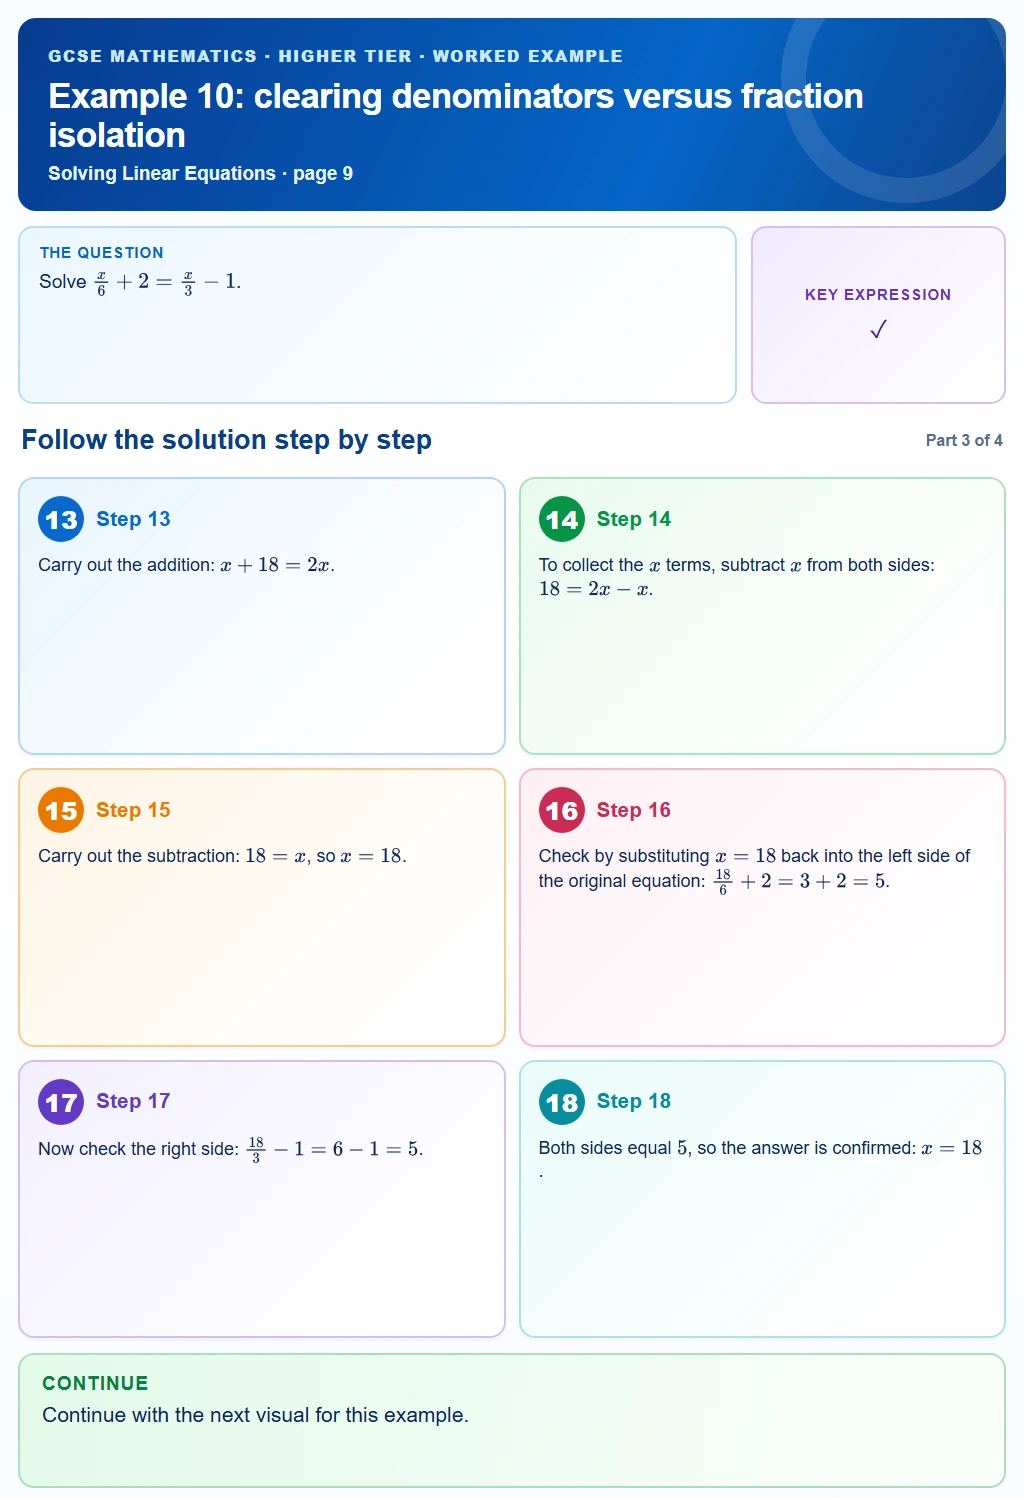 GCSE MATHEMATICS · HIGHER TIER · WORKED EXAMPLE
Example 10: clearing denominators versus fraction
isolation
Solving Linear Equations · page 9
THE QUESTION
Solve x/6 + 2 = x/3 − 1.
KEY EXPRESSION
✓
Follow the solution step by step
Part 3 of 4
13 Step 13
Carry out the addition: x + 18 = 2x.
14 Step 14
To collect the x terms, subtract x from both sides:
18 = 2x − x.
15 Step 15
Carry out the subtraction: 18 = x, so x = 18.
16 Step 16
Check by substituting x = 18 back into the left side of
the original equation: 18/6 + 2 = 3 + 2 = 5.
17 Step 17
Now check the right side: 18/3 − 1 = 6 − 1 = 5.
18 Step 18
Both sides equal 5, so the answer is confirmed: x = 18
.
CONTINUE
Continue with the next visual for this example.